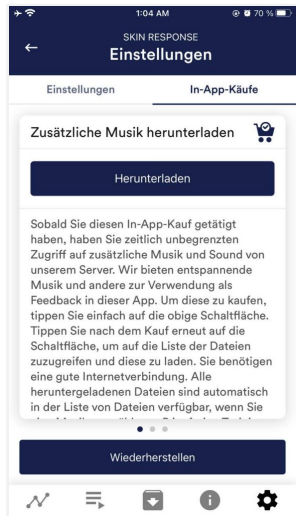 1:04 AM
70 %
SKIN RESPONSE
Einstellungen
Einstellungen
In-App-Käufe
Zusätzliche Musik herunterladen
Herunterladen
Sobald Sie diesen In-App-Kauf getätigt
haben, haben Sie zeitlich unbegrenzten
Zugriff auf zusätzliche Musik und Sound von
unserem Server. Wir bieten entspannende
Musik und andere zur Verwendung als
Feedback in dieser App. Um diese zu kaufen,
tippen Sie einfach auf die obige Schaltfläche.
Tippen Sie nach dem Kauf erneut auf die
Schaltfläche, um auf die Liste der Dateien
zuzugreifen und diese zu laden. Sie benötigen
eine gute Internetverbindung. Alle
heruntergeladenen Dateien sind automatisch
in der Liste von Dateien verfügbar, wenn Sie
Wiederherstellen